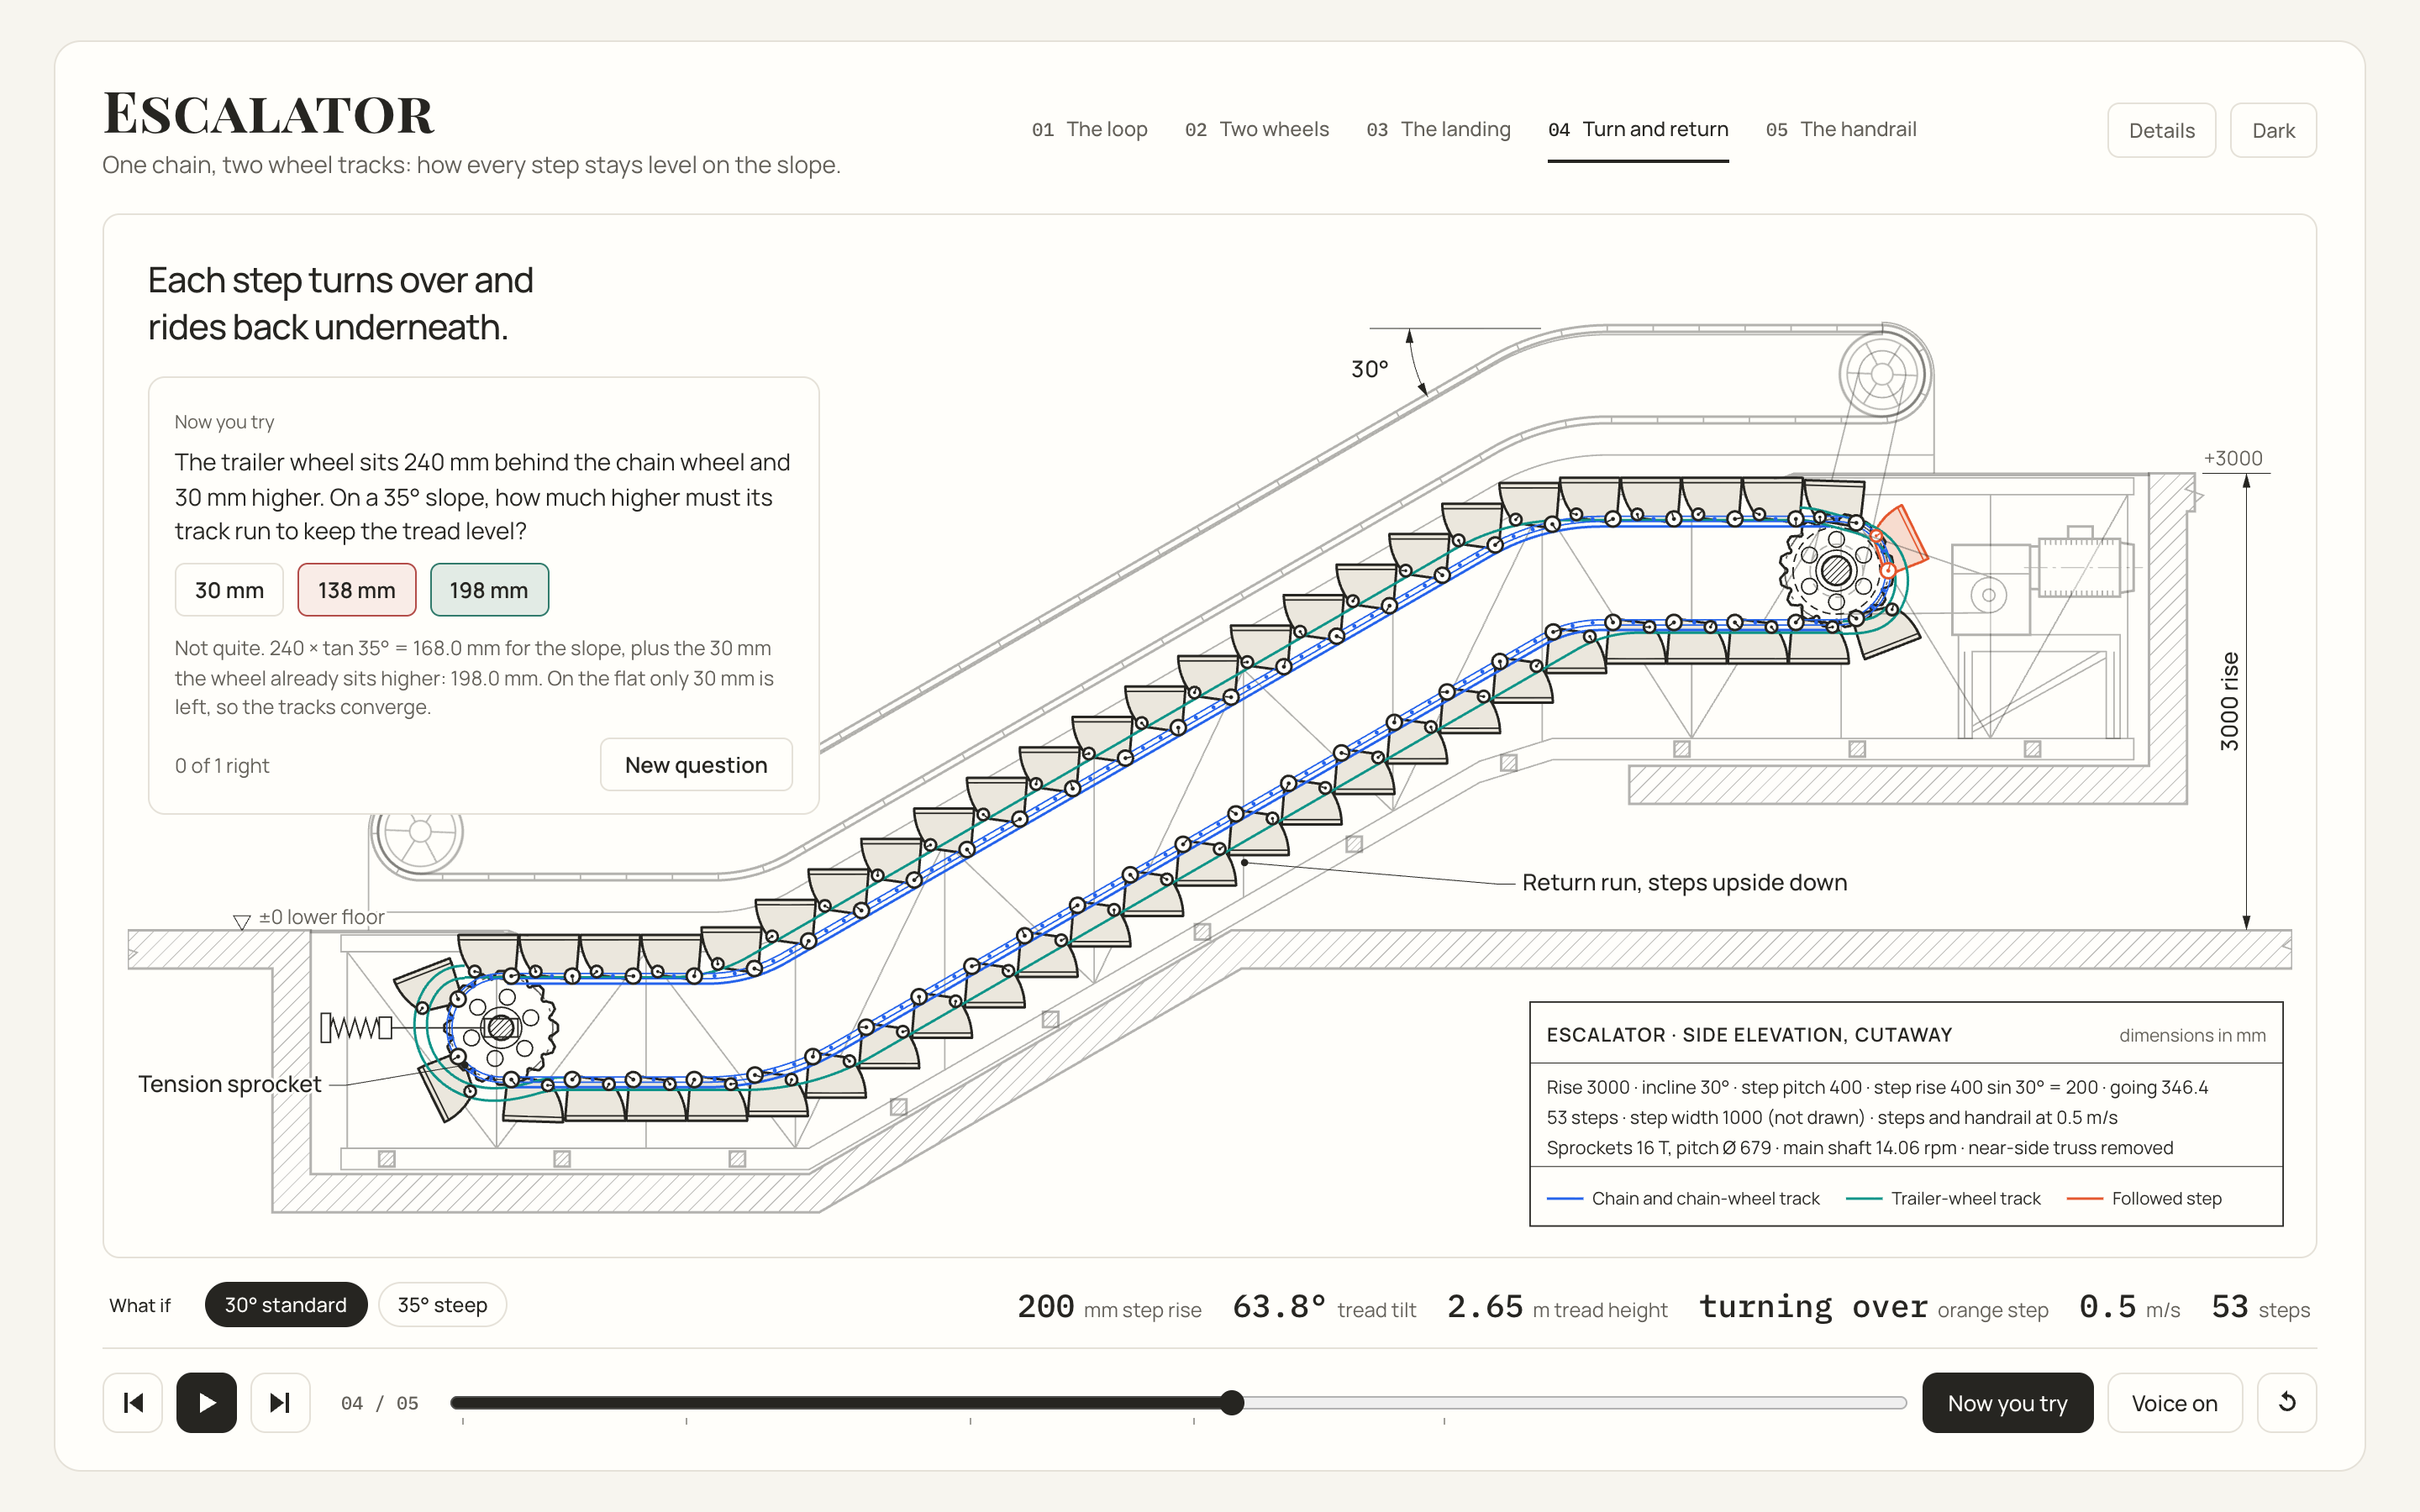 ESCALATOR
One chain, two wheel tracks: how every step stays level on the slope.
01 The loop
02 Two wheels
03 The landing
04 Turn and return
05 The handrail
Details
Dark
Each step turns over and
rides back underneath.
Now you try
The trailer wheel sits 240 mm behind the chain wheel and
30 mm higher. On a 35° slope, how much higher must its
track run to keep the tread level?
30 mm
138 mm
198 mm
Not quite. 240 × tan 35° = 168.0 mm for the slope, plus the 30 mm
the wheel already sits higher: 198.0 mm. On the flat only 30 mm is
left, so the tracks converge.
0 of 1 right
New question
30°
+3000
3000 rise
Return run, steps upside down
±0 lower floor
Tension sprocket
ESCALATOR · SIDE ELEVATION, CUTAWAY
dimensions in mm
Rise 3000 · incline 30° · step pitch 400 · step rise 400 sin 30° = 200 · going 346.4
53 steps · step width 1000 (not drawn) · steps and handrail at 0.5 m/s
Sprockets 16 T, pitch Ø 679 · main shaft 14.06 rpm · near-side truss removed
Chain and chain-wheel track
Trailer-wheel track
Followed step
What if
30° standard
35° steep
200 mm step rise
63.8° tread tilt
2.65 m tread height
turning over orange step
0.5 m/s
53 steps
04 / 05
Now you try
Voice on